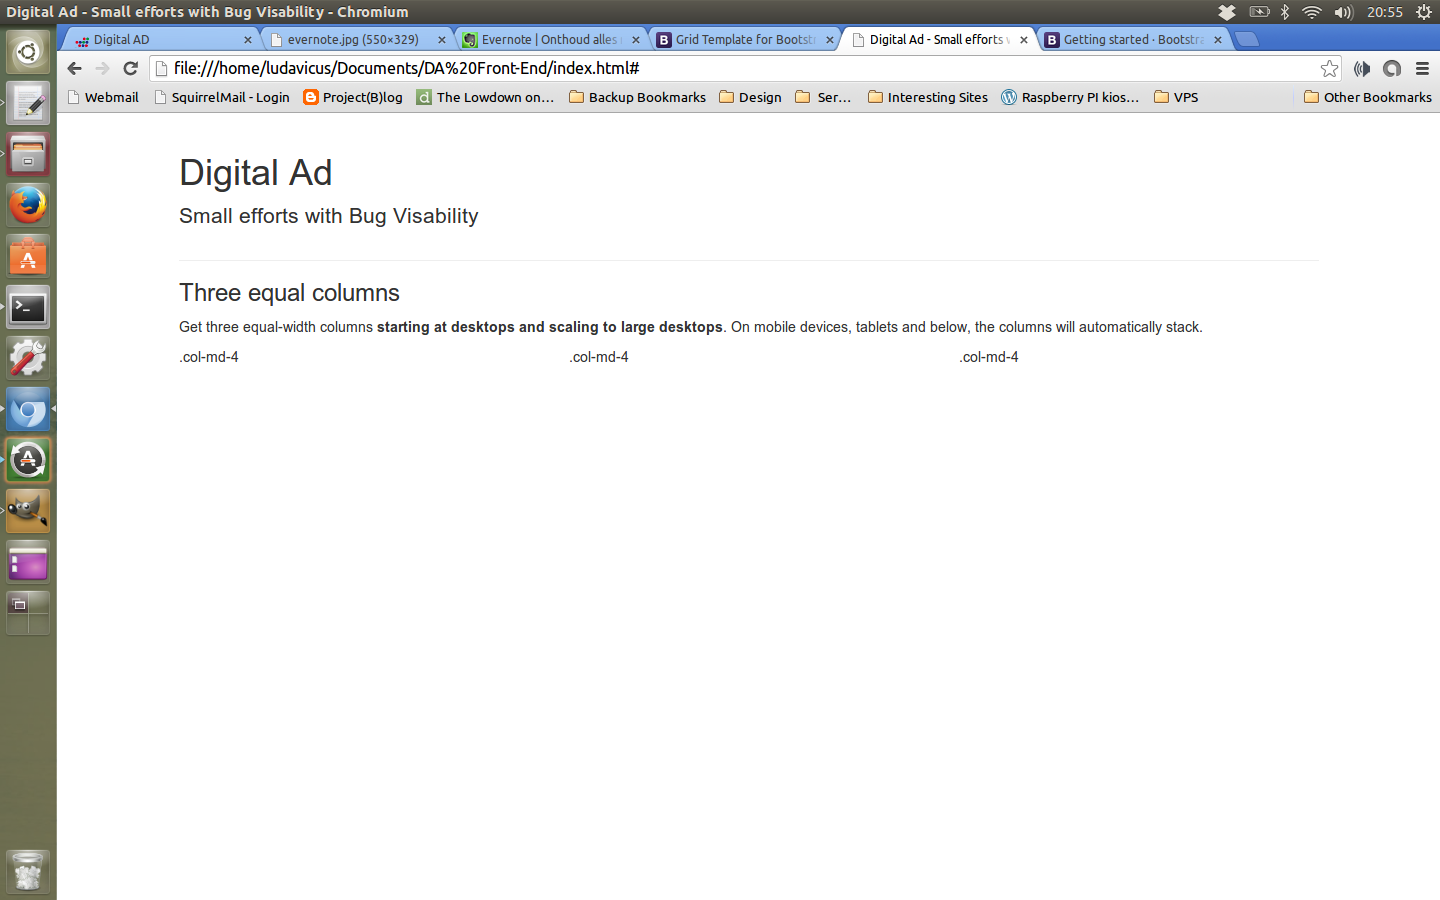 Digital Ad - Small efforts with Bug Visability - Chromium
20:55
Digital AD
evernote.jpg (550×329)
Evernote | Onthoud alles
Grid Template for Bootst
Digital Ad - Small efforts
Getting started · Bootstra
file:///home/ludavicus/Documents/DA%20Front-End/index.html#
Webmail
SquirrelMail - Login
Project(B)log
The Lowdown on...
Backup Bookmarks
Design
Ser...
Interesting Sites
Raspberry PI kios...
VPS
Other Bookmarks
Digital Ad
Small efforts with Bug Visability
Three equal columns
Get three equal-width columns starting at desktops and scaling to large desktops. On mobile devices, tablets and below, the columns will automatically stack.
.col-md-4
.col-md-4
.col-md-4